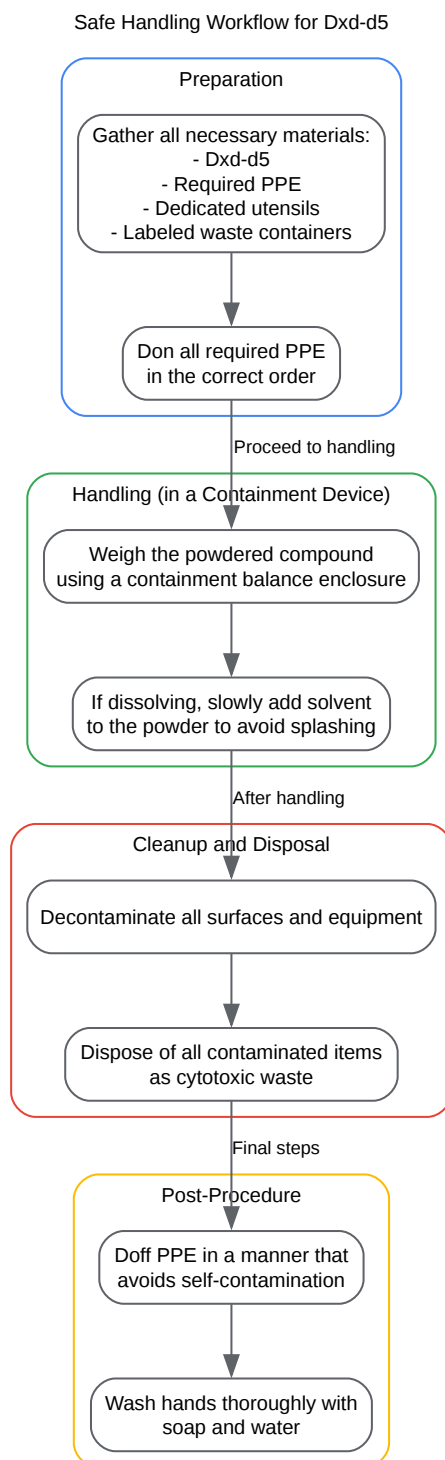 Safe Handling Workflow for Dxd-d5
Preparation
Gather all necessary materials:
- Dxd-d5
- Required PPE
- Dedicated utensils
- Labeled waste containers
Don all required PPE
in the correct order
Proceed to handling
Handling (in a Containment Device)
Weigh the powdered compound
using a containment balance enclosure
If dissolving, slowly add solvent
to the powder to avoid splashing
After handling
Cleanup and Disposal
Decontaminate all surfaces and equipment
Dispose of all contaminated items
as cytotoxic waste
Final steps
Post-Procedure
Doff PPE in a manner that
avoids self-contamination
Wash hands thoroughly with
soap and water